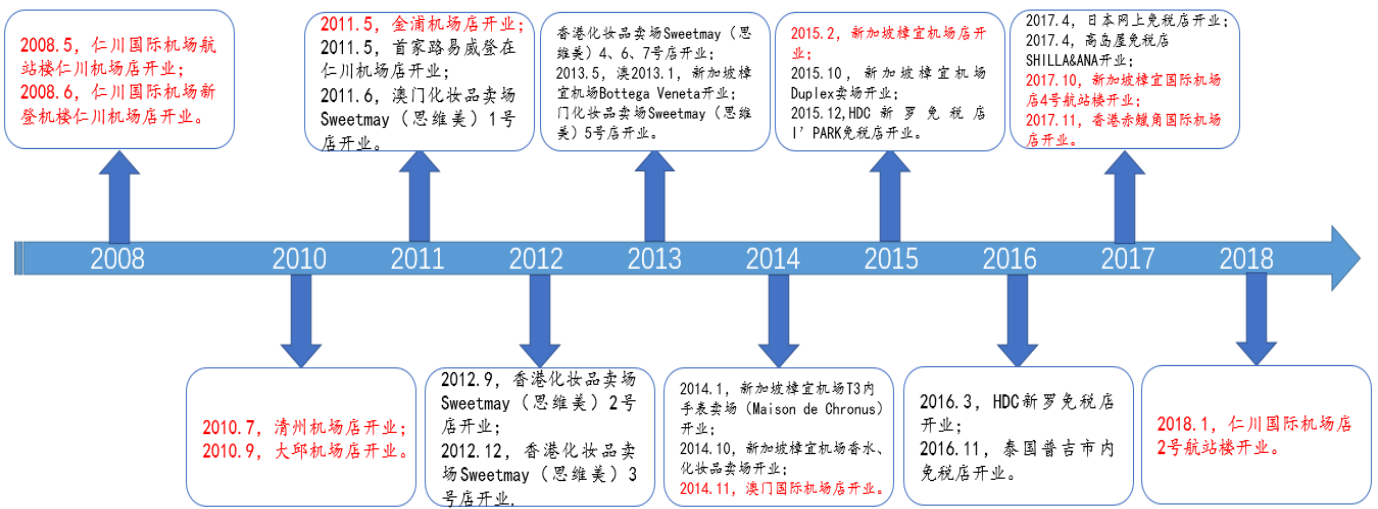 2008.5，仁川国际机场航
站楼仁川机场店开业；
2008.6，仁川国际机场新
登机楼仁川机场店开业。
2011.5，金浦机场店开业；
2011.5，首家路易威登在
仁川机场店开业；
2011.6，澳门化妆品卖场
Sweetmay（思维美）1号
店开业。
香港化妆品卖场Sweetmay（思
维美）4、6、7号店开业；
2013.5，澳2013.1，新加坡樟
宜机场Bottega Veneta开业；
门化妆品卖场Sweetmay（思维
美）5号店开业。
2015.2，新加坡樟宜机场店开
业；
2015.10，新加坡樟宜机场
Duplex卖场开业；
2015.12,HDC新罗免税店
I’PARK免税店开业。
2017.4，日本网上免税店开业；
2017.4，高岛屋免税店
SHILLA&ANA开业；
2017.10，新加坡樟宜国际机场
店4号航站楼开业；
2017.11，香港赤鱲角国际机场
店开业。
2008
2010
2011
2012
2013
2014
2015
2016
2017
2018
2010.7，清州机场店开业；
2010.9，大邱机场店开业。
2012.9，香港化妆品卖场
Sweetmay（思维美）2号
店开业；
2012.12，香港化妆品卖
场Sweetmay（思维美）3
号店开业.
2014.1，新加坡樟宜机场T3内
手表卖场（Maison de Chronus）
开业；
2014.10，新加坡樟宜机场香水、
化妆品卖场开业；
2014.11，澳门国际机场店开业。
2016.3，HDC新罗免税店
开业；
2016.11，泰国普吉市内
免税店开业。
2018.1，仁川国际机场店
2号航站楼开业。